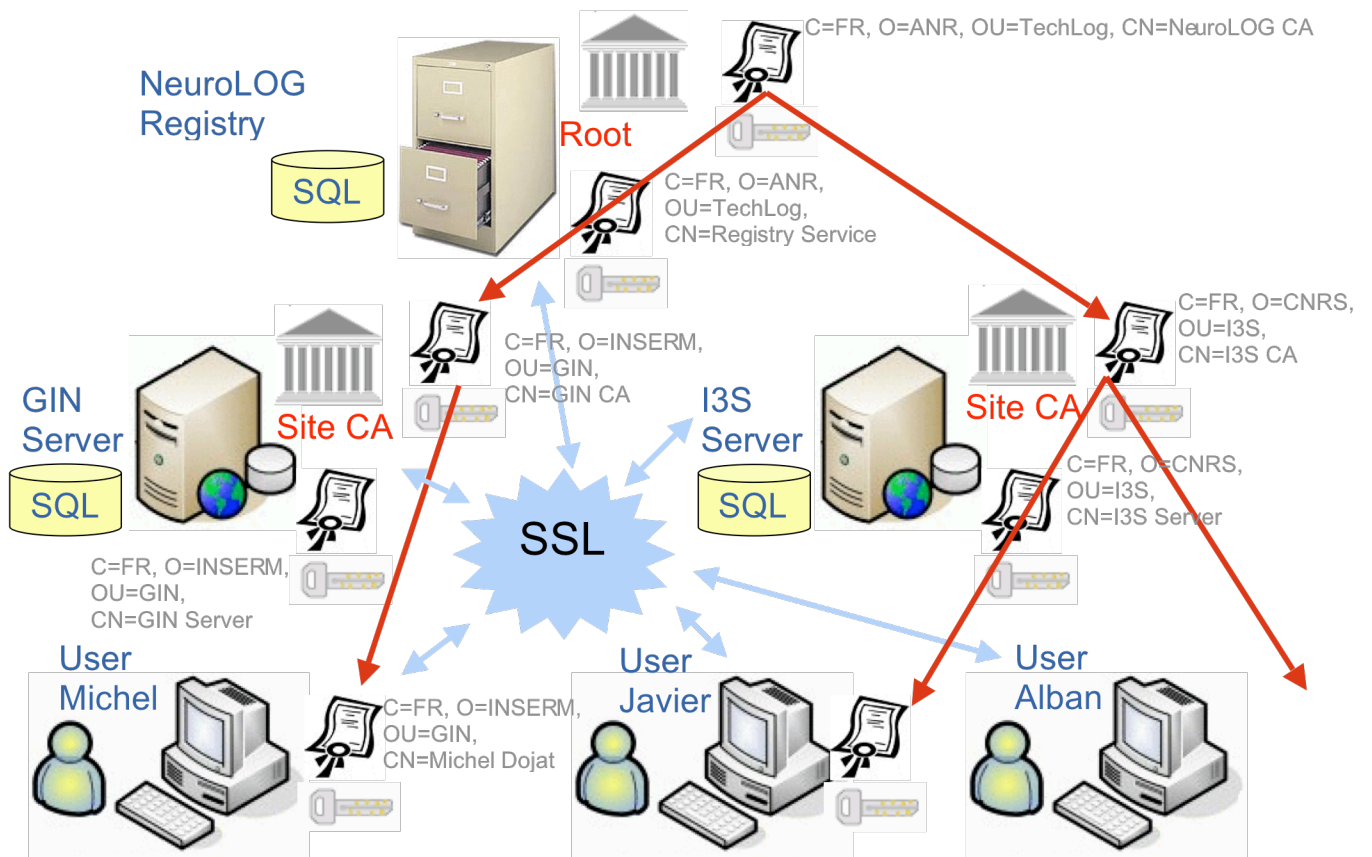 C=FR, O=ANR, OU=TechLog, CN=NeuroLOG CA
NeuroLOG
Registry
Root
SQL
C=FR, O=ANR,
OU=TechLog,
CN=Registry Service
C=FR, O=INSERM,
OU=GIN,
CN=GIN CA
C=FR, O=CNRS,
OU=I3S,
CN=I3S CA
GIN
Server
Site CA
SQL
I3S
Server
Site CA
SQL
C=FR, O=CNRS,
OU=I3S,
CN=I3S Server
SSL
C=FR, O=INSERM,
OU=GIN,
CN=GIN Server
User
Michel
C=FR, O=INSERM,
OU=GIN,
CN=Michel Dojat
User
Javier
User
Alban